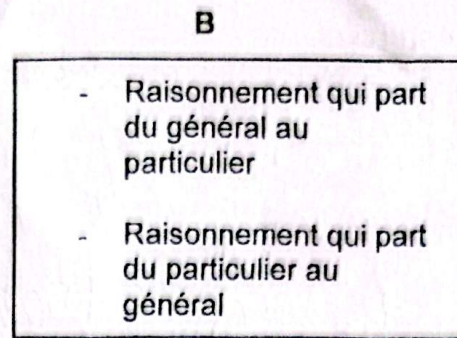 B
- Raisonnement qui part
du général au
particulier
- Raisonnement qui part
du particulier au
général